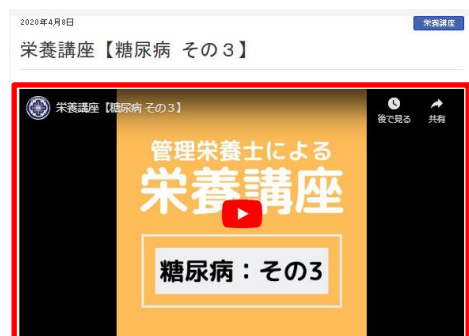 2020年4月8日
栄養講座
栄養講座【糖尿病 その３】
栄養講座【糖尿病 その３】
後で見る
共有
管理栄養士による
栄養講座
糖尿病：その3